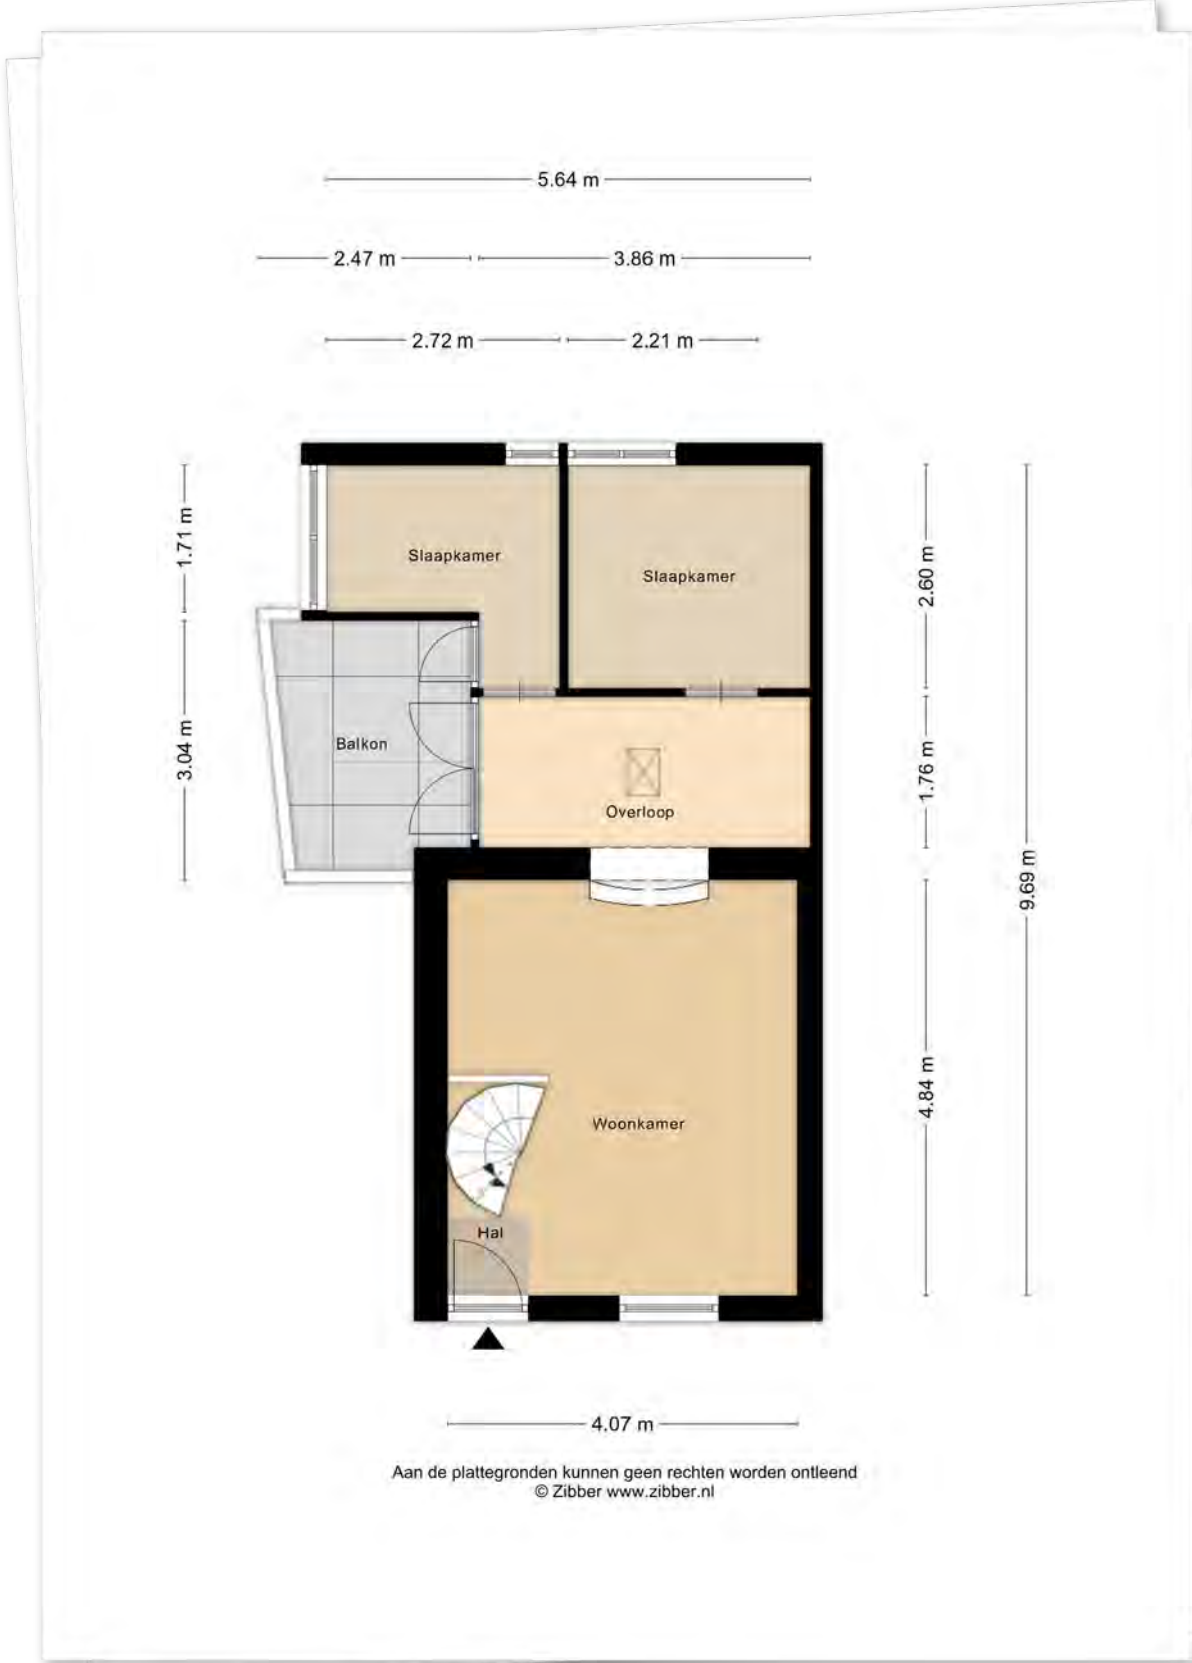 5.64 m
2.47 m
3.86 m
2.72 m
2.21 m
1.71 m
Slaapkamer
Slaapkamer
2.60 m
3.04 m
Balkon
1.76 m
Overloop
9.69 m
4.84 m
Woonkamer
Hal
4.07 m
Aan de plattegronden kunnen geen rechten worden ontleend
© Zibber www.zibber.nl